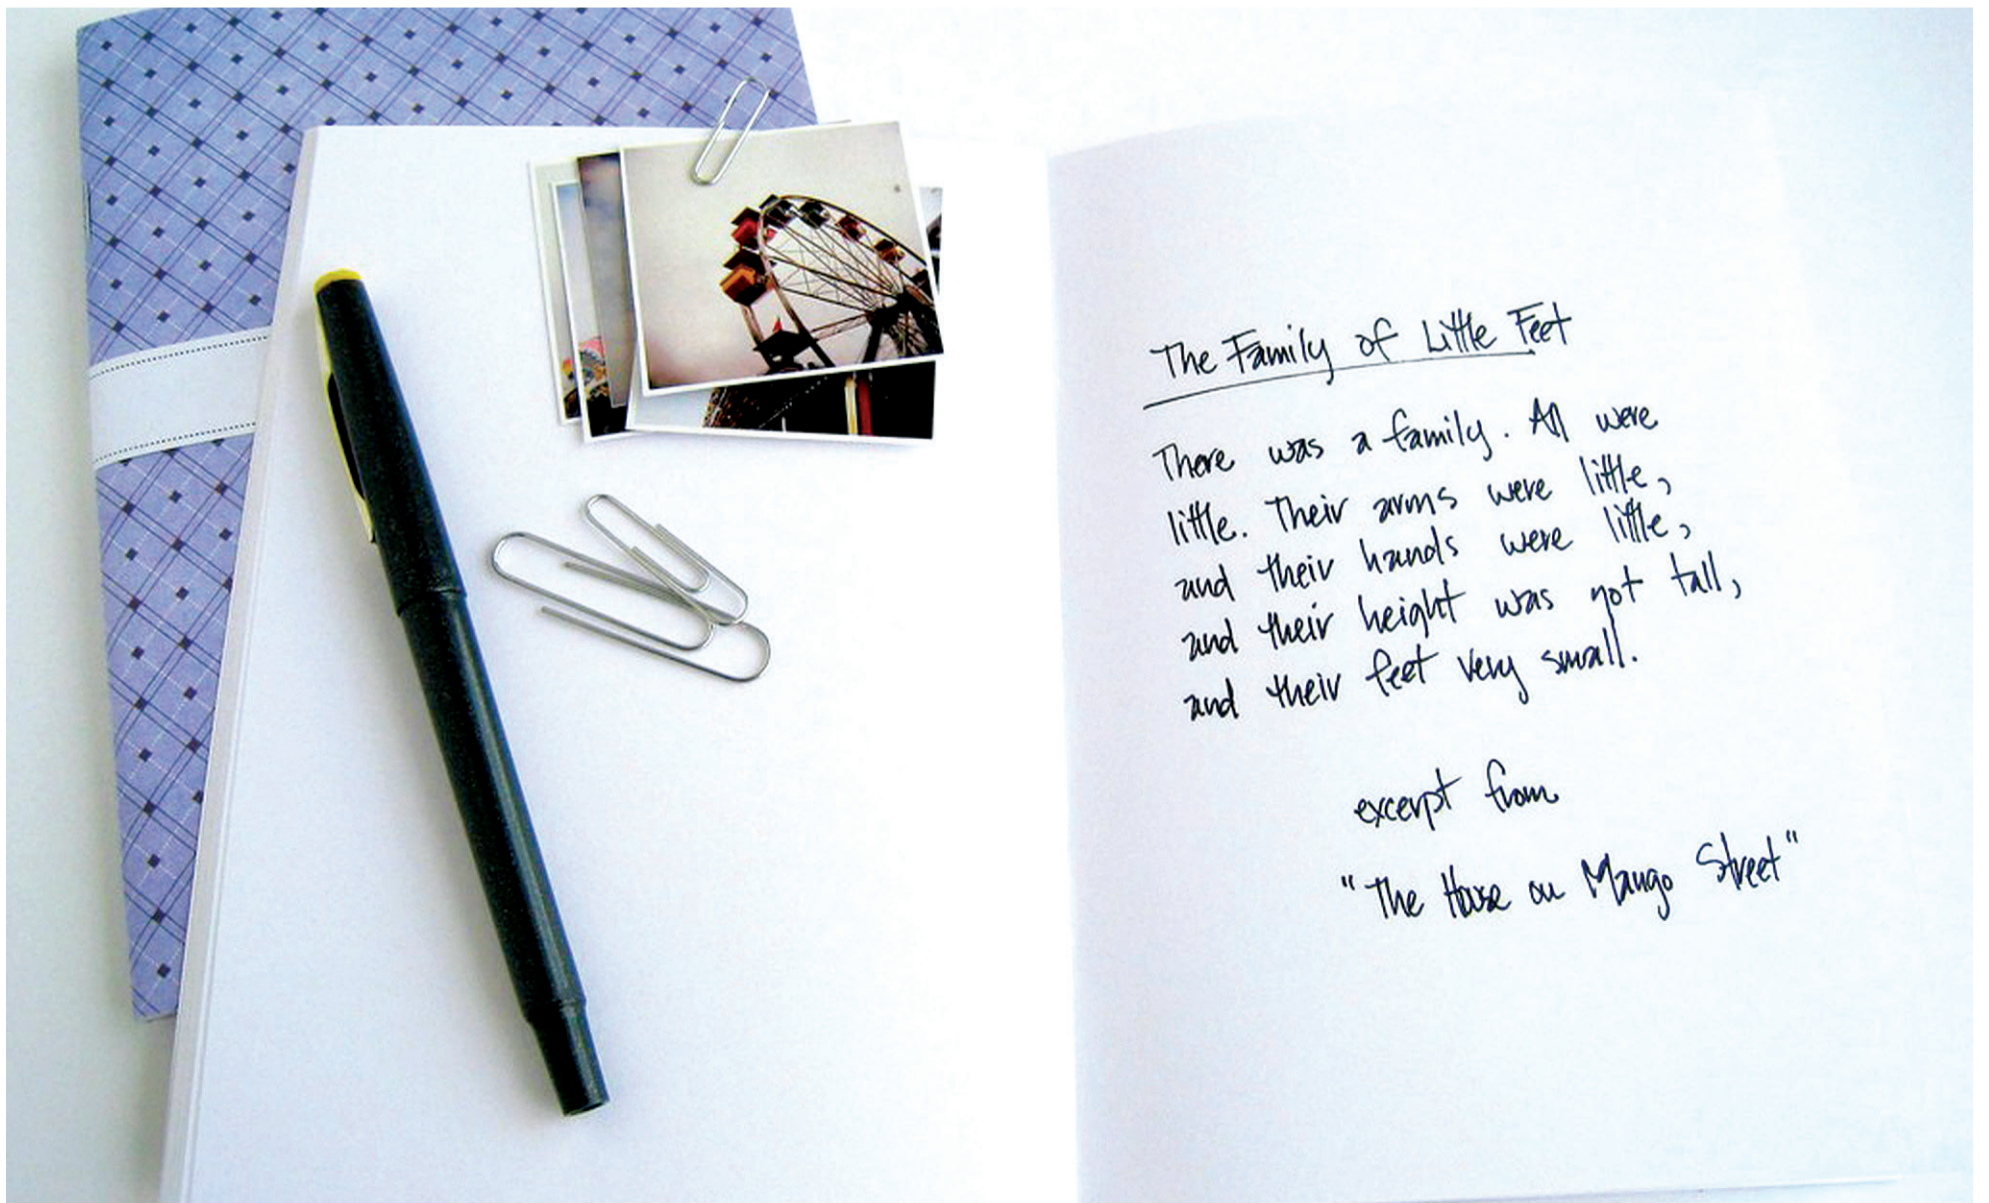 The Family of Little Feet
There was a family. All were
little. Their arms were little,
and their hands were little,
and their height was not tall,
and their feet very small.
excerpt from
"The House on Mango Street"